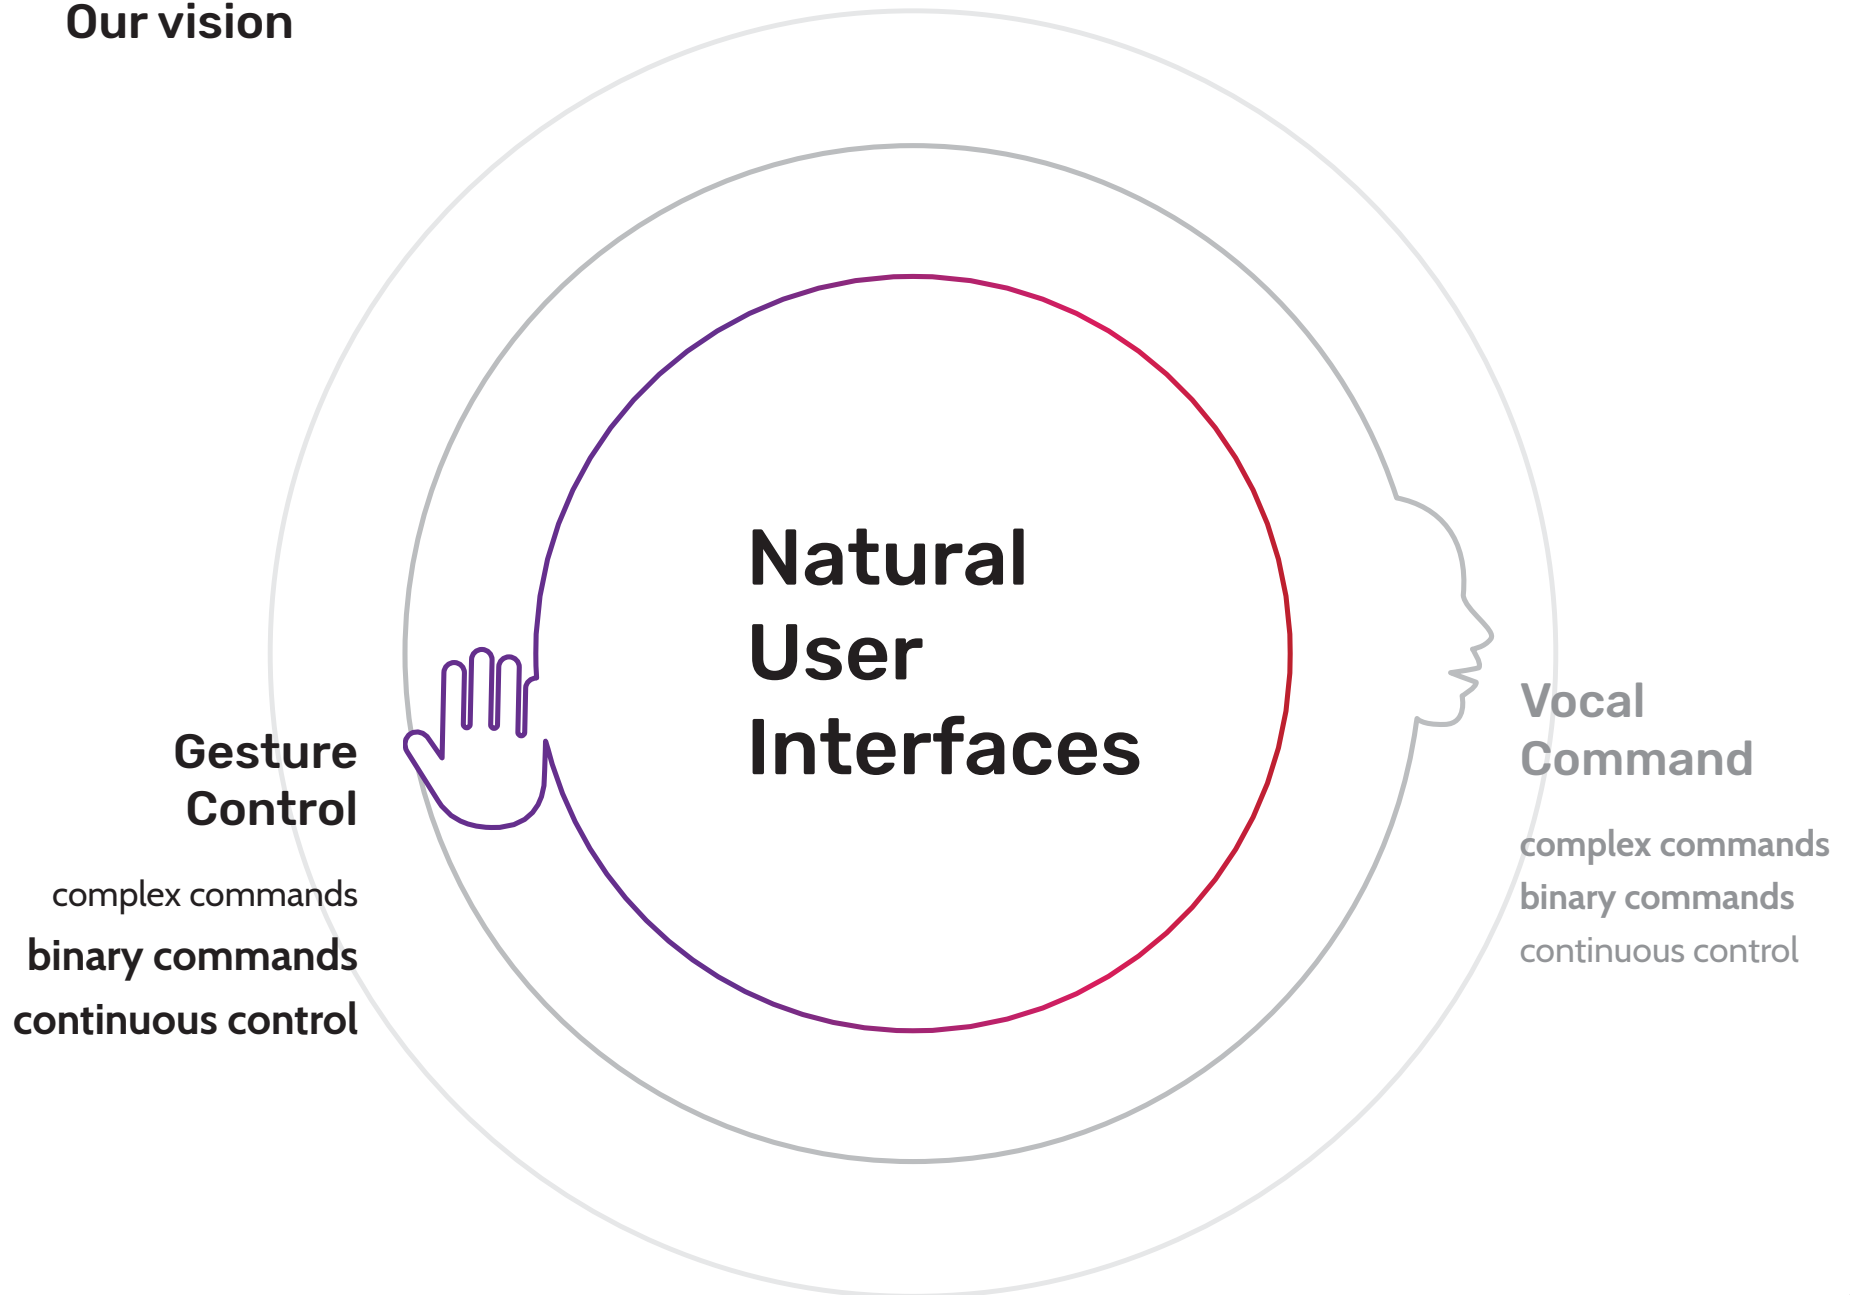 Our vision
Natural
User
Interfaces
Gesture
Control
complex commands
binary commands
continuous control
Vocal
Command
complex commands
binary commands
continuous control